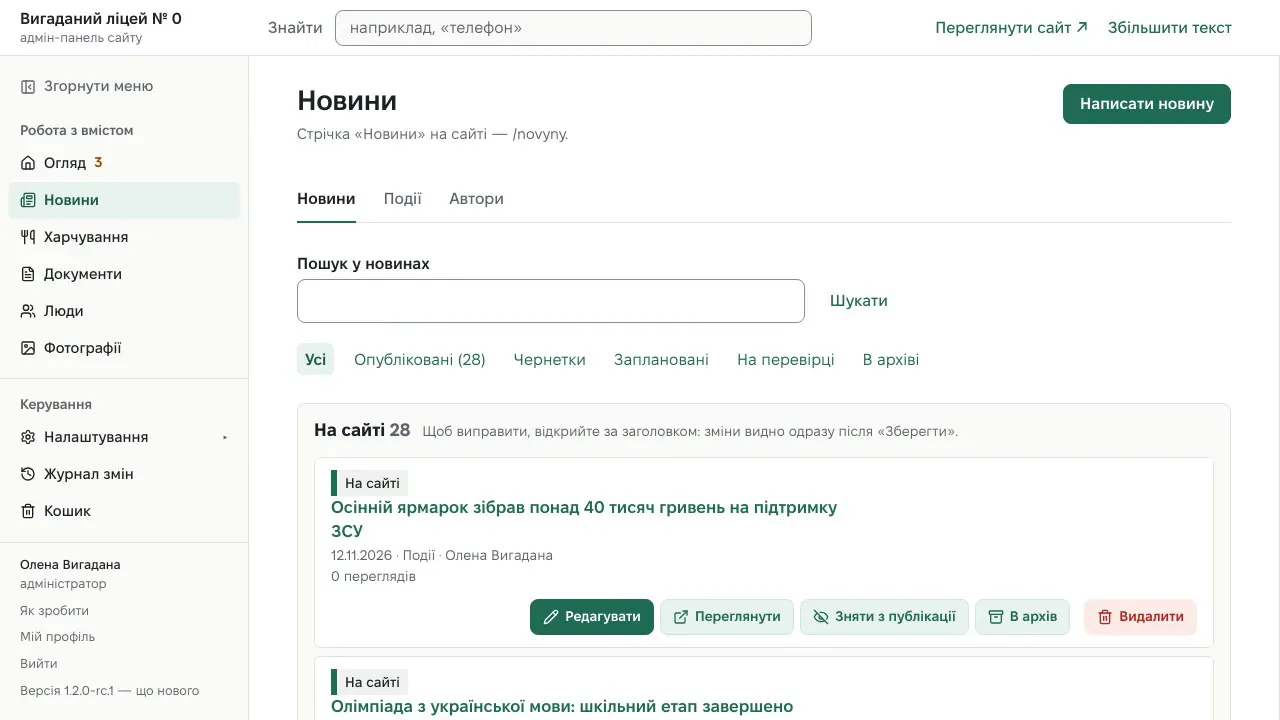 Вигаданий ліцей № 0
адмін-панель сайту
Знайти
наприклад, «телефон»
Переглянути сайт ↗
Збільшити текст
Згорнути меню
Робота з вмістом
Огляд 3
Новини
Харчування
Документи
Люди
Фотографії
Керування
Налаштування
Журнал змін
Кошик
Олена Вигадана
адміністратор
Як зробити
Мій профіль
Вийти
Версія 1.2.0-rc.1 — що нового
Новини
Стрічка «Новини» на сайті — /novyny.
Написати новину
Новини Події Автори
Пошук у новинах
Шукати
Усі Опубліковані (28) Чернетки Заплановані На перевірці В архіві
На сайті 28 Щоб виправити, відкрийте за заголовком: зміни видно одразу після «Зберегти».
На сайті
Осінній ярмарок зібрав понад 40 тисяч гривень на підтримку
ЗСУ
12.11.2026 · Події · Олена Вигадана
0 переглядів
Редагувати Переглянути Зняти з публікації В архів Видалити
На сайті
Олімпіада з української мови: шкільний етап завершено